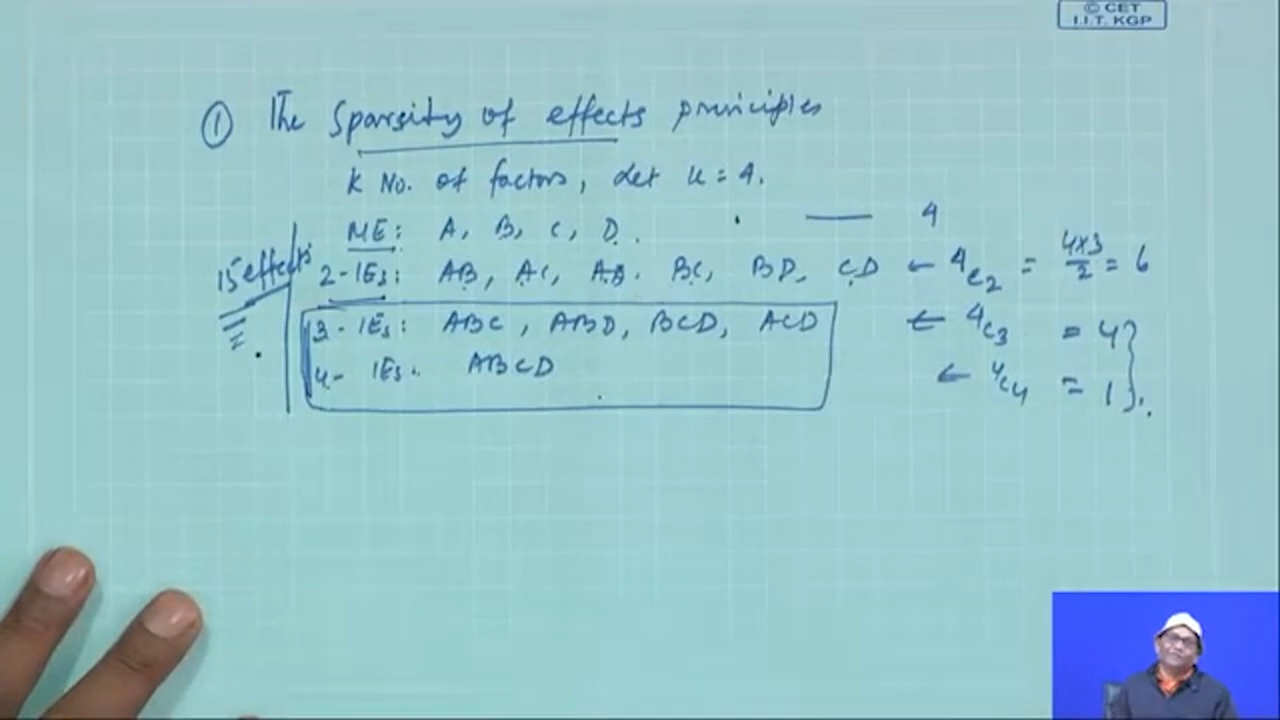 © CET
I.I.T. KGP
① The Sparsity of effects principles
K No. of factors, Let k = 4.
ME: A, B, C, D. — 4
15 effects
2-IEs: AB, AC, AD. BC, BD, CD ← 4c2 = 4x3/2 = 6
3-IEs: ABC, ABD, BCD, ACD ← 4c3 = 4
4-IEs. ABCD ← 4c4 = 1